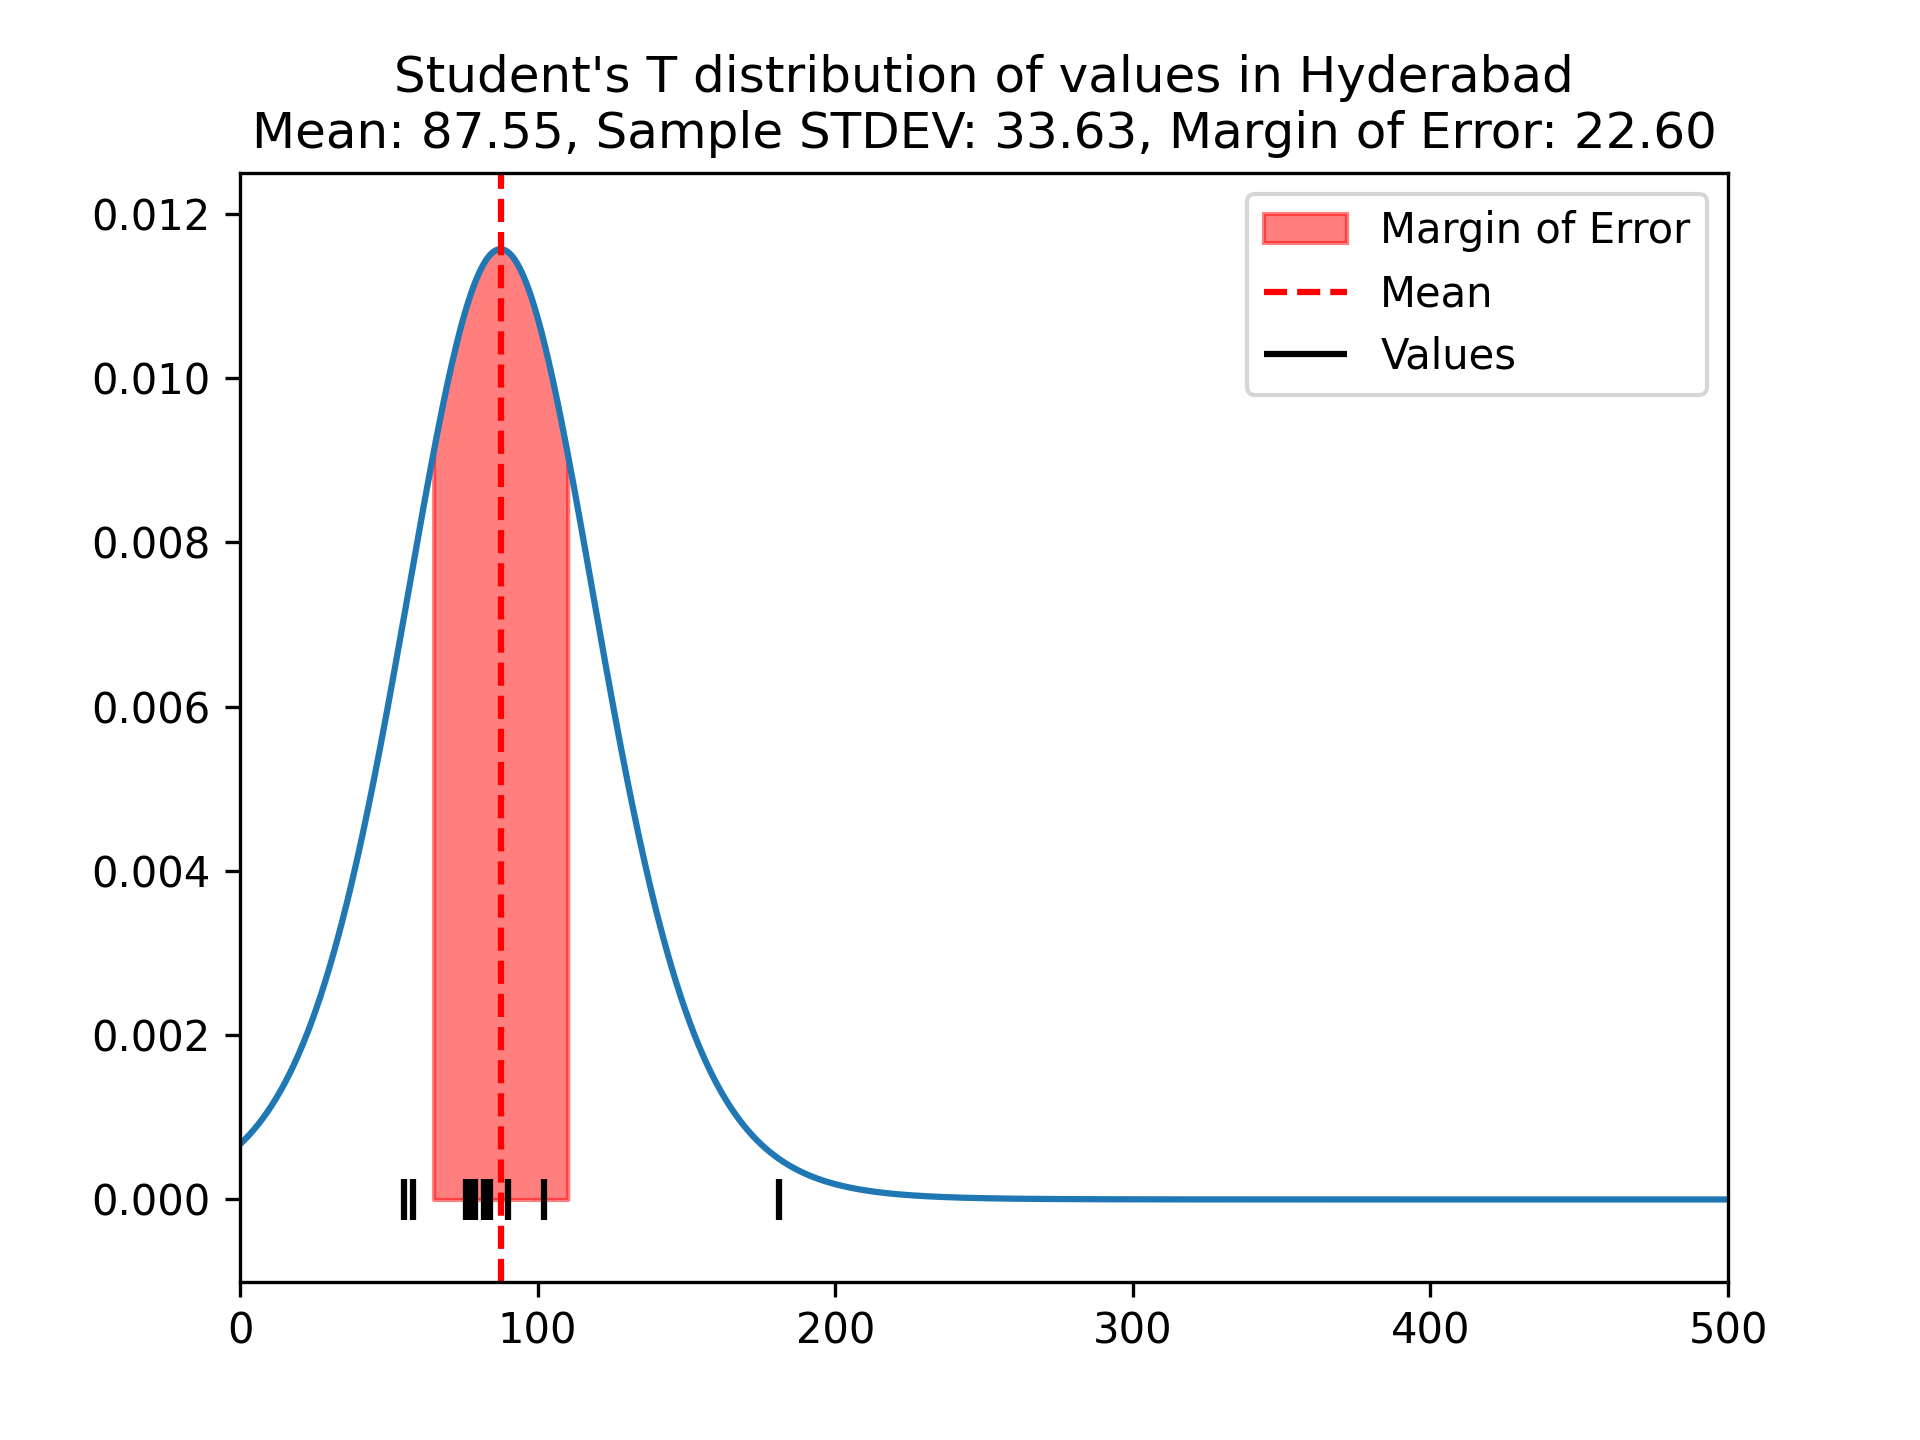 Student's T distribution of values in Hyderabad
Mean: 87.55, Sample STDEV: 33.63, Margin of Error: 22.60
Margin of Error
Mean
Values
0.012
0.010
0.008
0.006
0.004
0.002
0.000
0 100 200 300 400 500